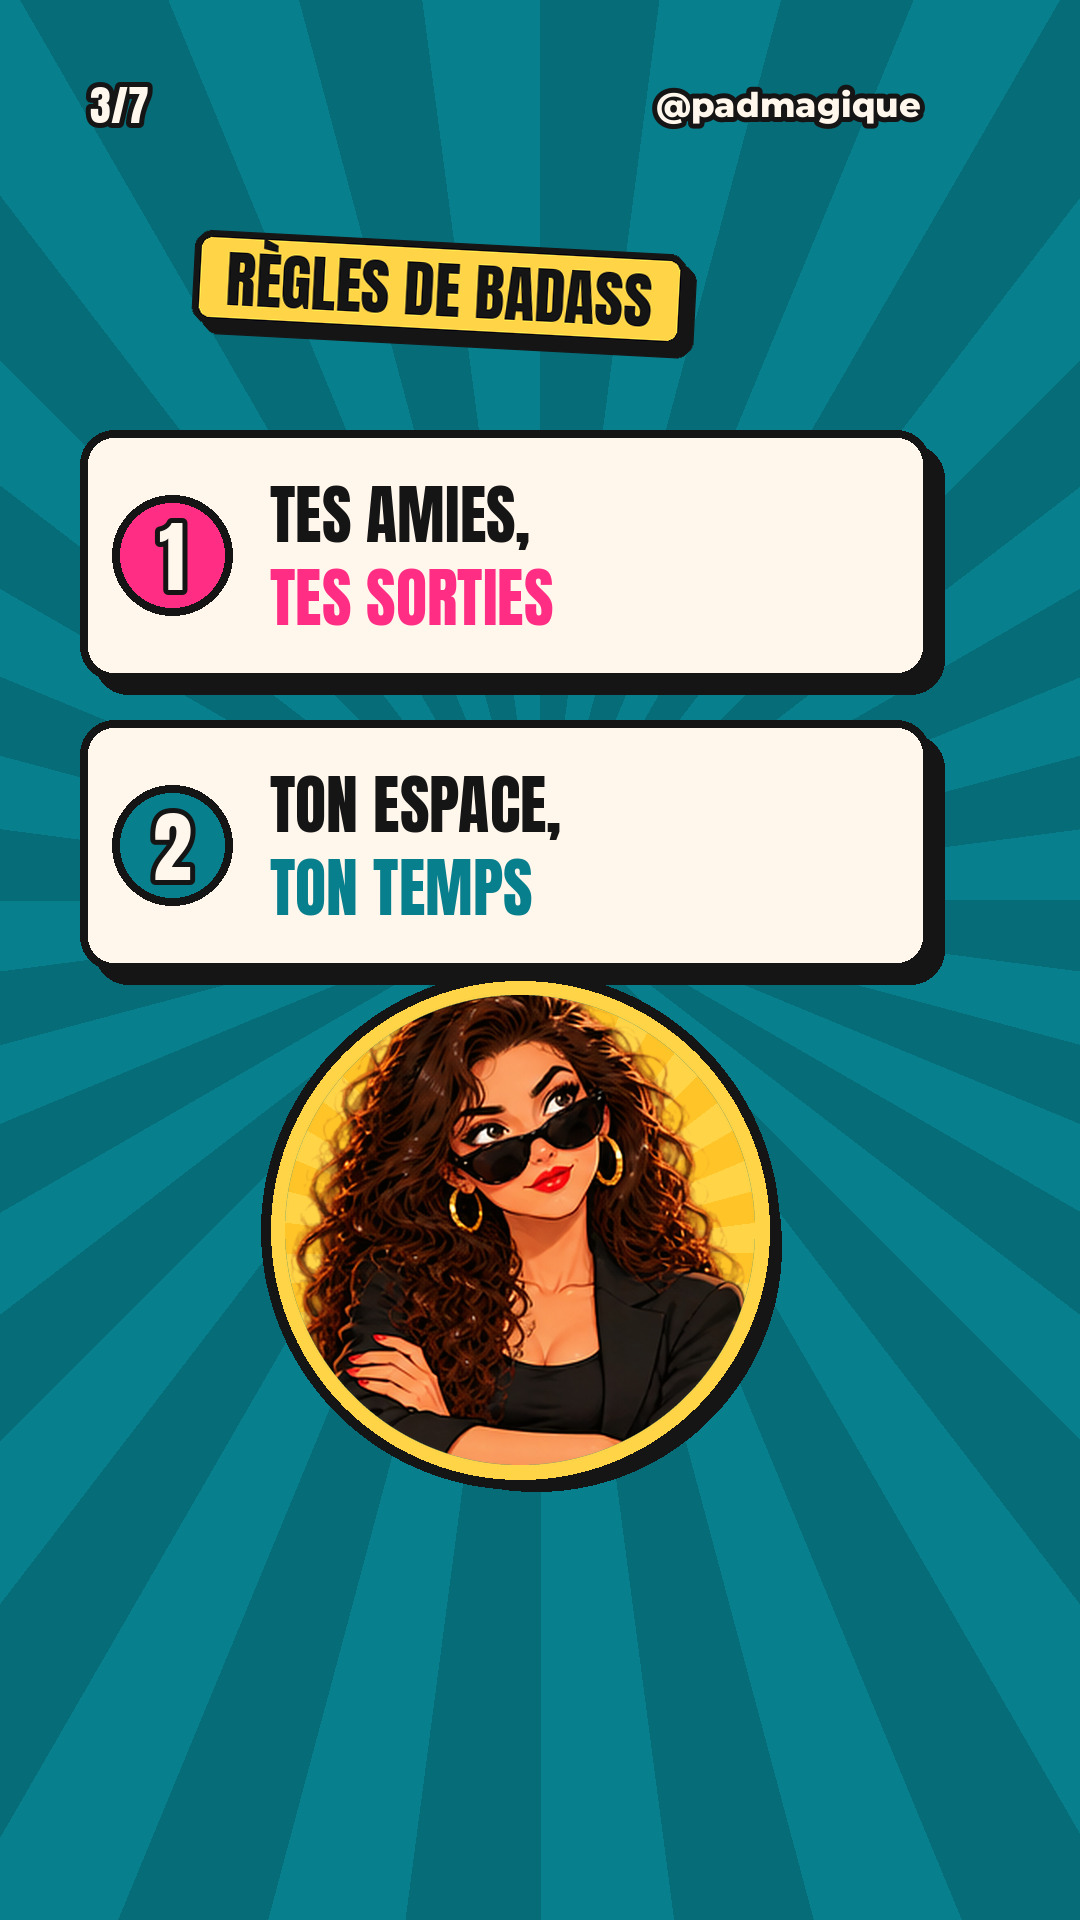 3/7
@padmagique
RÈGLES DE BADASS
1
TES AMIES,
TES SORTIES
2
TON ESPACE,
TON TEMPS